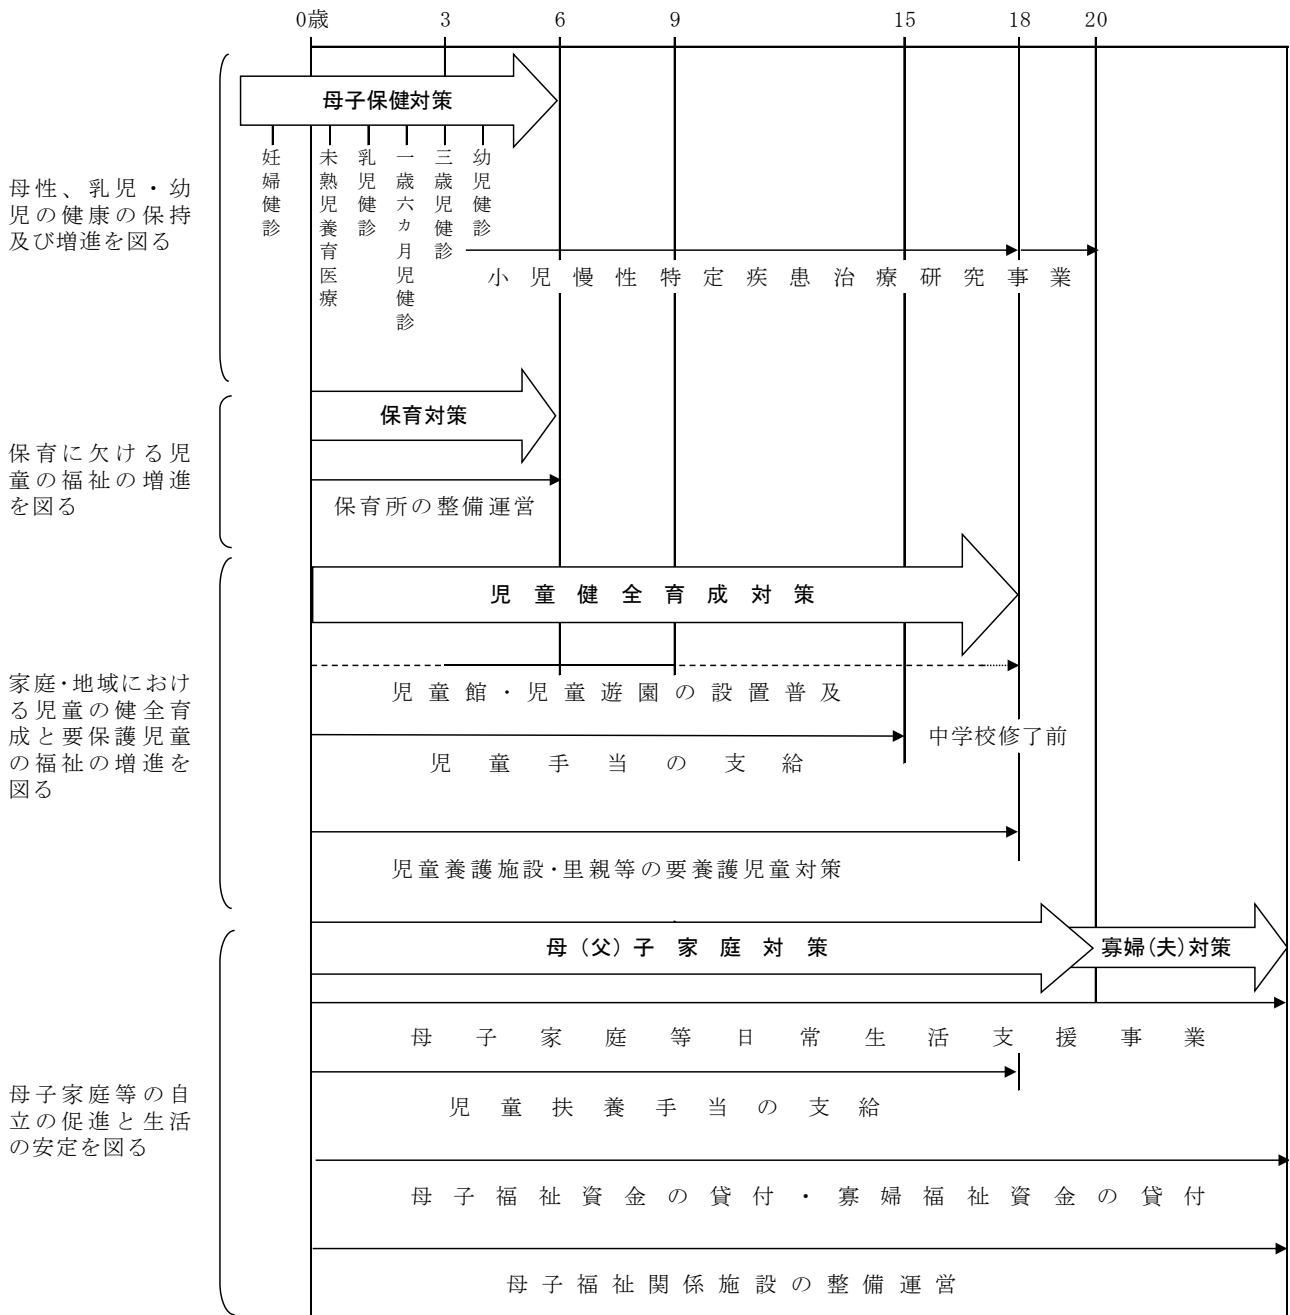 0歳 3 6 9 15 18 20
母性、乳児・幼
児の健康の保持
及び増進を図る
母子保健対策
妊婦健診
未熟児養育医療
乳児健診
一歳六カ月児健診
三歳児健診
幼児健診
小児慢性特定疾患治療研究事業
保育に欠ける児
童の福祉の増進
を図る
保育対策
保育所の整備運営
家庭・地域におけ
る児童の健全育
成と要保護児童
の福祉の増進を
図る
児童健全育成対策
児童館・児童遊園の設置普及
中学校修了前
児童手当の支給
児童養護施設・里親等の要養護児童対策
母子家庭等の自
立の促進と生活
の安定を図る
母(父)子家庭対策
寡婦(夫)対策
母子家庭等日常生活支援事業
児童扶養手当の支給
母子福祉資金の貸付・寡婦福祉資金の貸付
母子福祉関係施設の整備運営